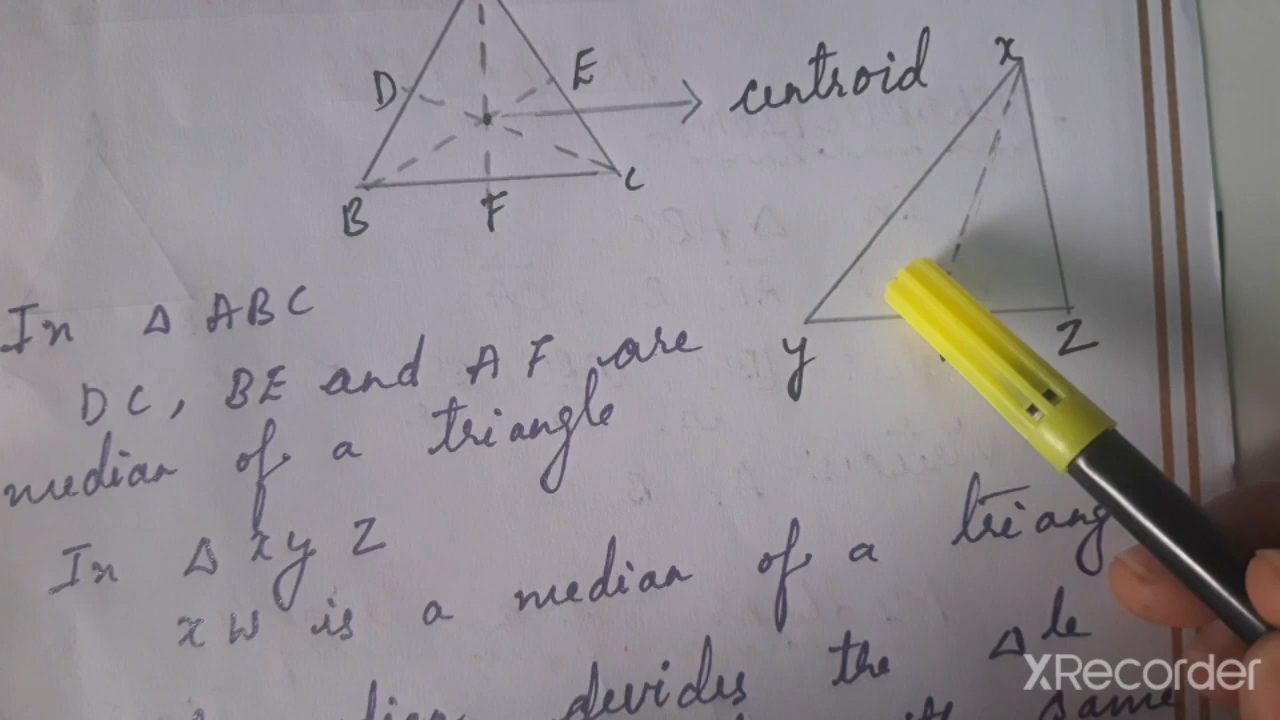 D
E
centroid
x
B
F
C
y
Z
In Δ ABC
DC, BE and AF are
median of a triangle
In Δ xyZ
xW is a median of a triang
devides the Δle
same
XRecorder